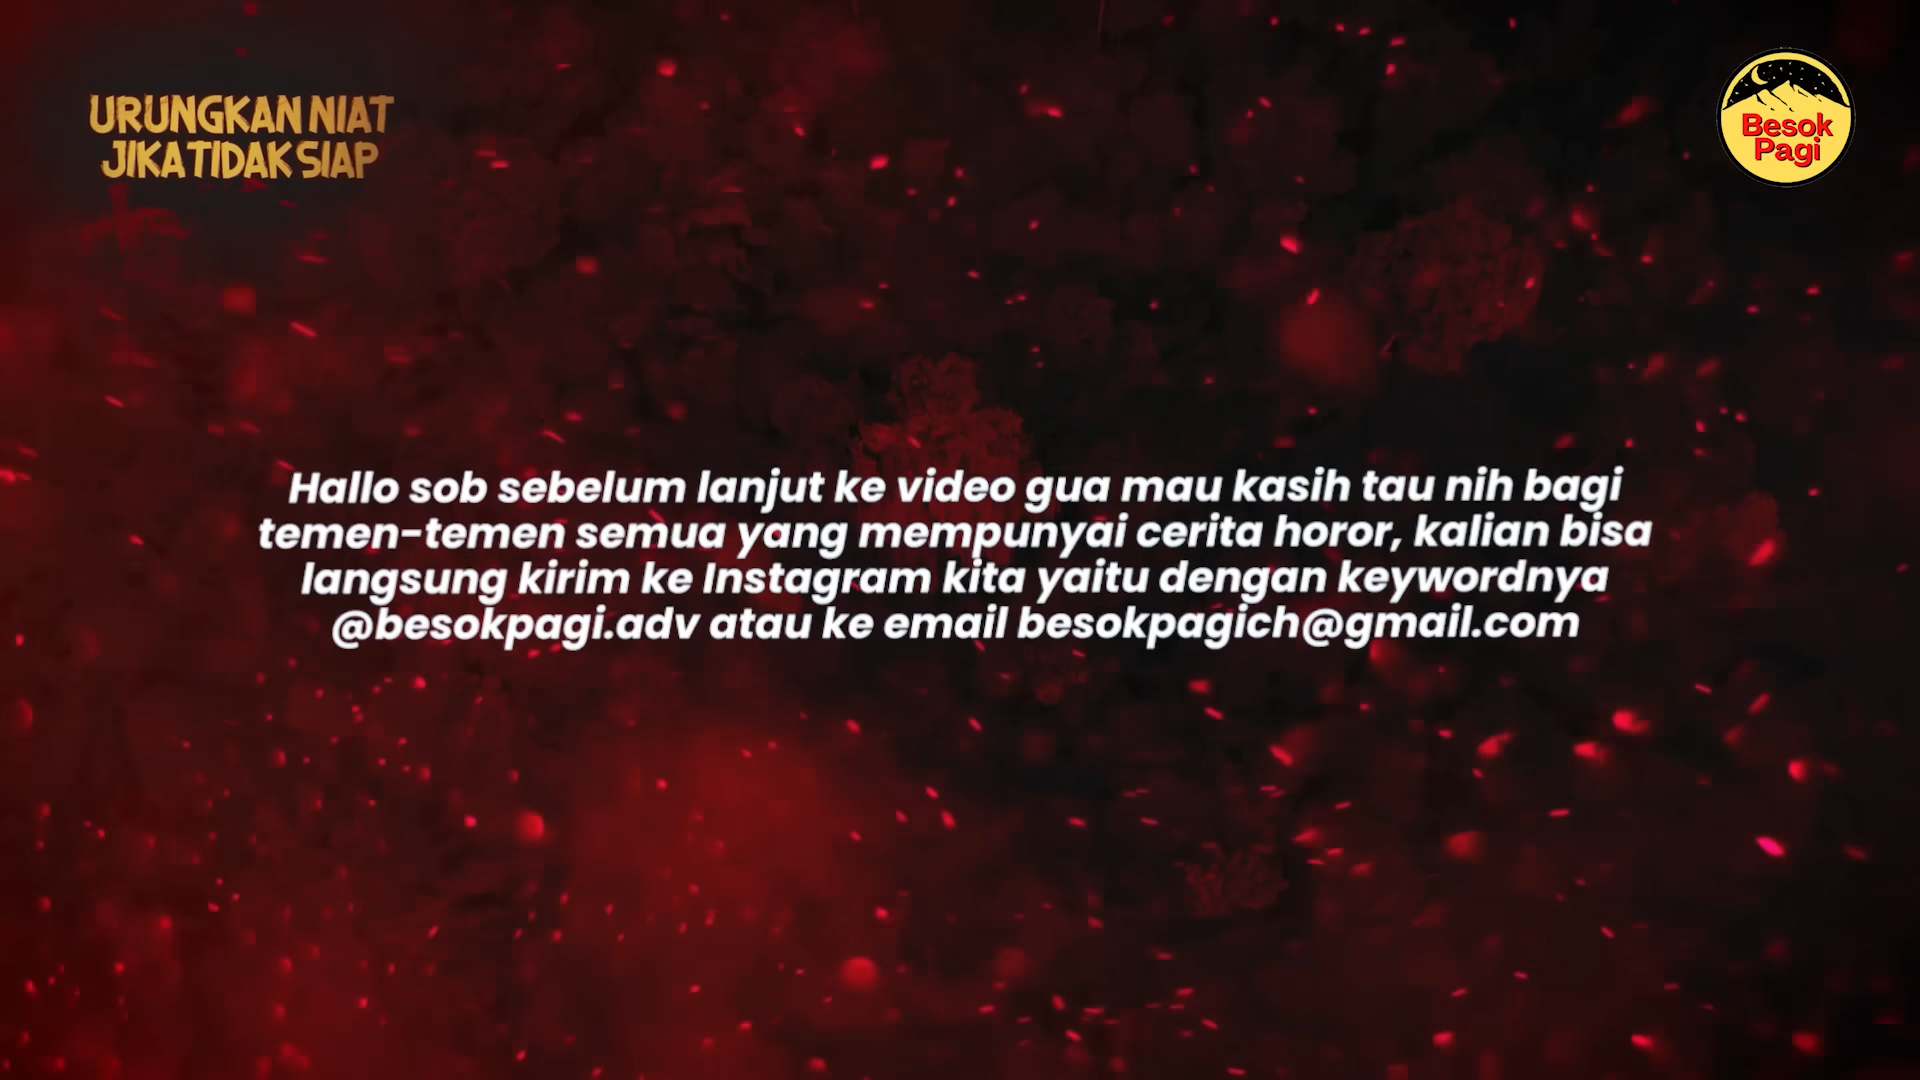 URUNGKAN NIAT
JIKA TIDAK SIAP
Besok
Pagi
Hallo sob sebelum lanjut ke video gua mau kasih tau nih bagi
temen-temen semua yang mempunyai cerita horor, kalian bisa
langsung kirim ke Instagram kita yaitu dengan keywordnya
@besokpagi.adv atau ke email besokpagich@gmail.com